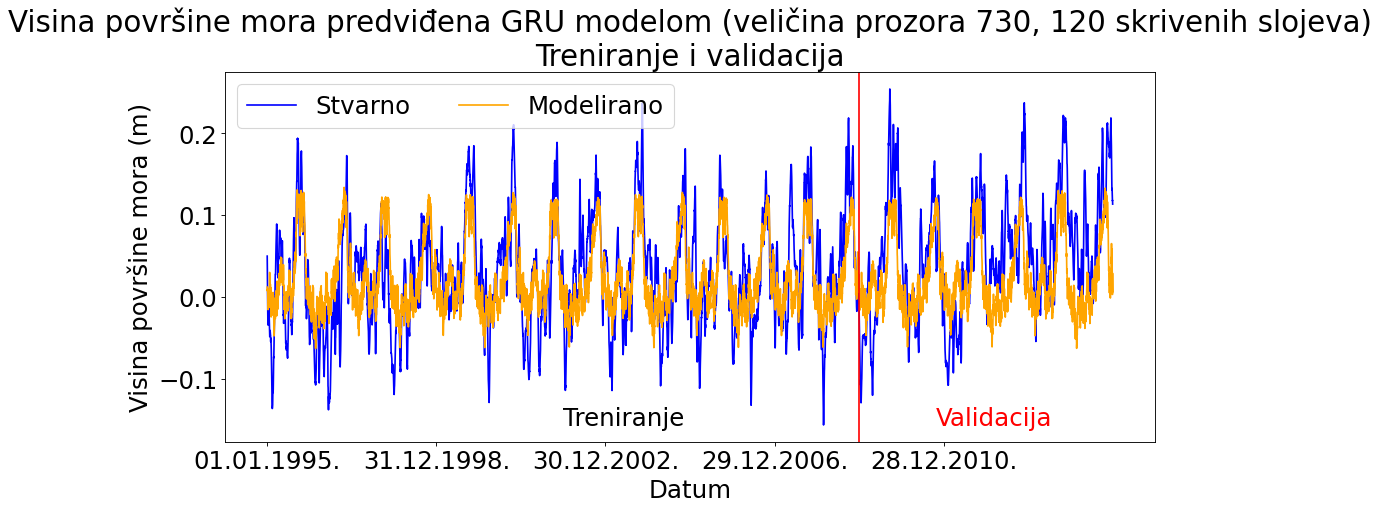 Visina površine mora predviđena GRU modelom (veličina prozora 730, 120 skrivenih slojeva)
Treniranje i validacija
Stvarno
Modelirano
Visina površine mora (m)
0.2
0.1
0.0
−0.1
Treniranje
Validacija
01.01.1995.
31.12.1998.
30.12.2002.
29.12.2006.
28.12.2010.
Datum